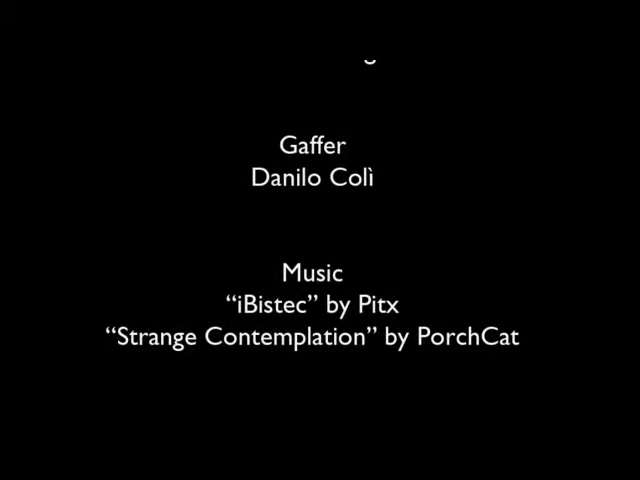 Gaffer
Danilo Colì
Music
“iBistec” by Pitx
“Strange Contemplation” by PorchCat